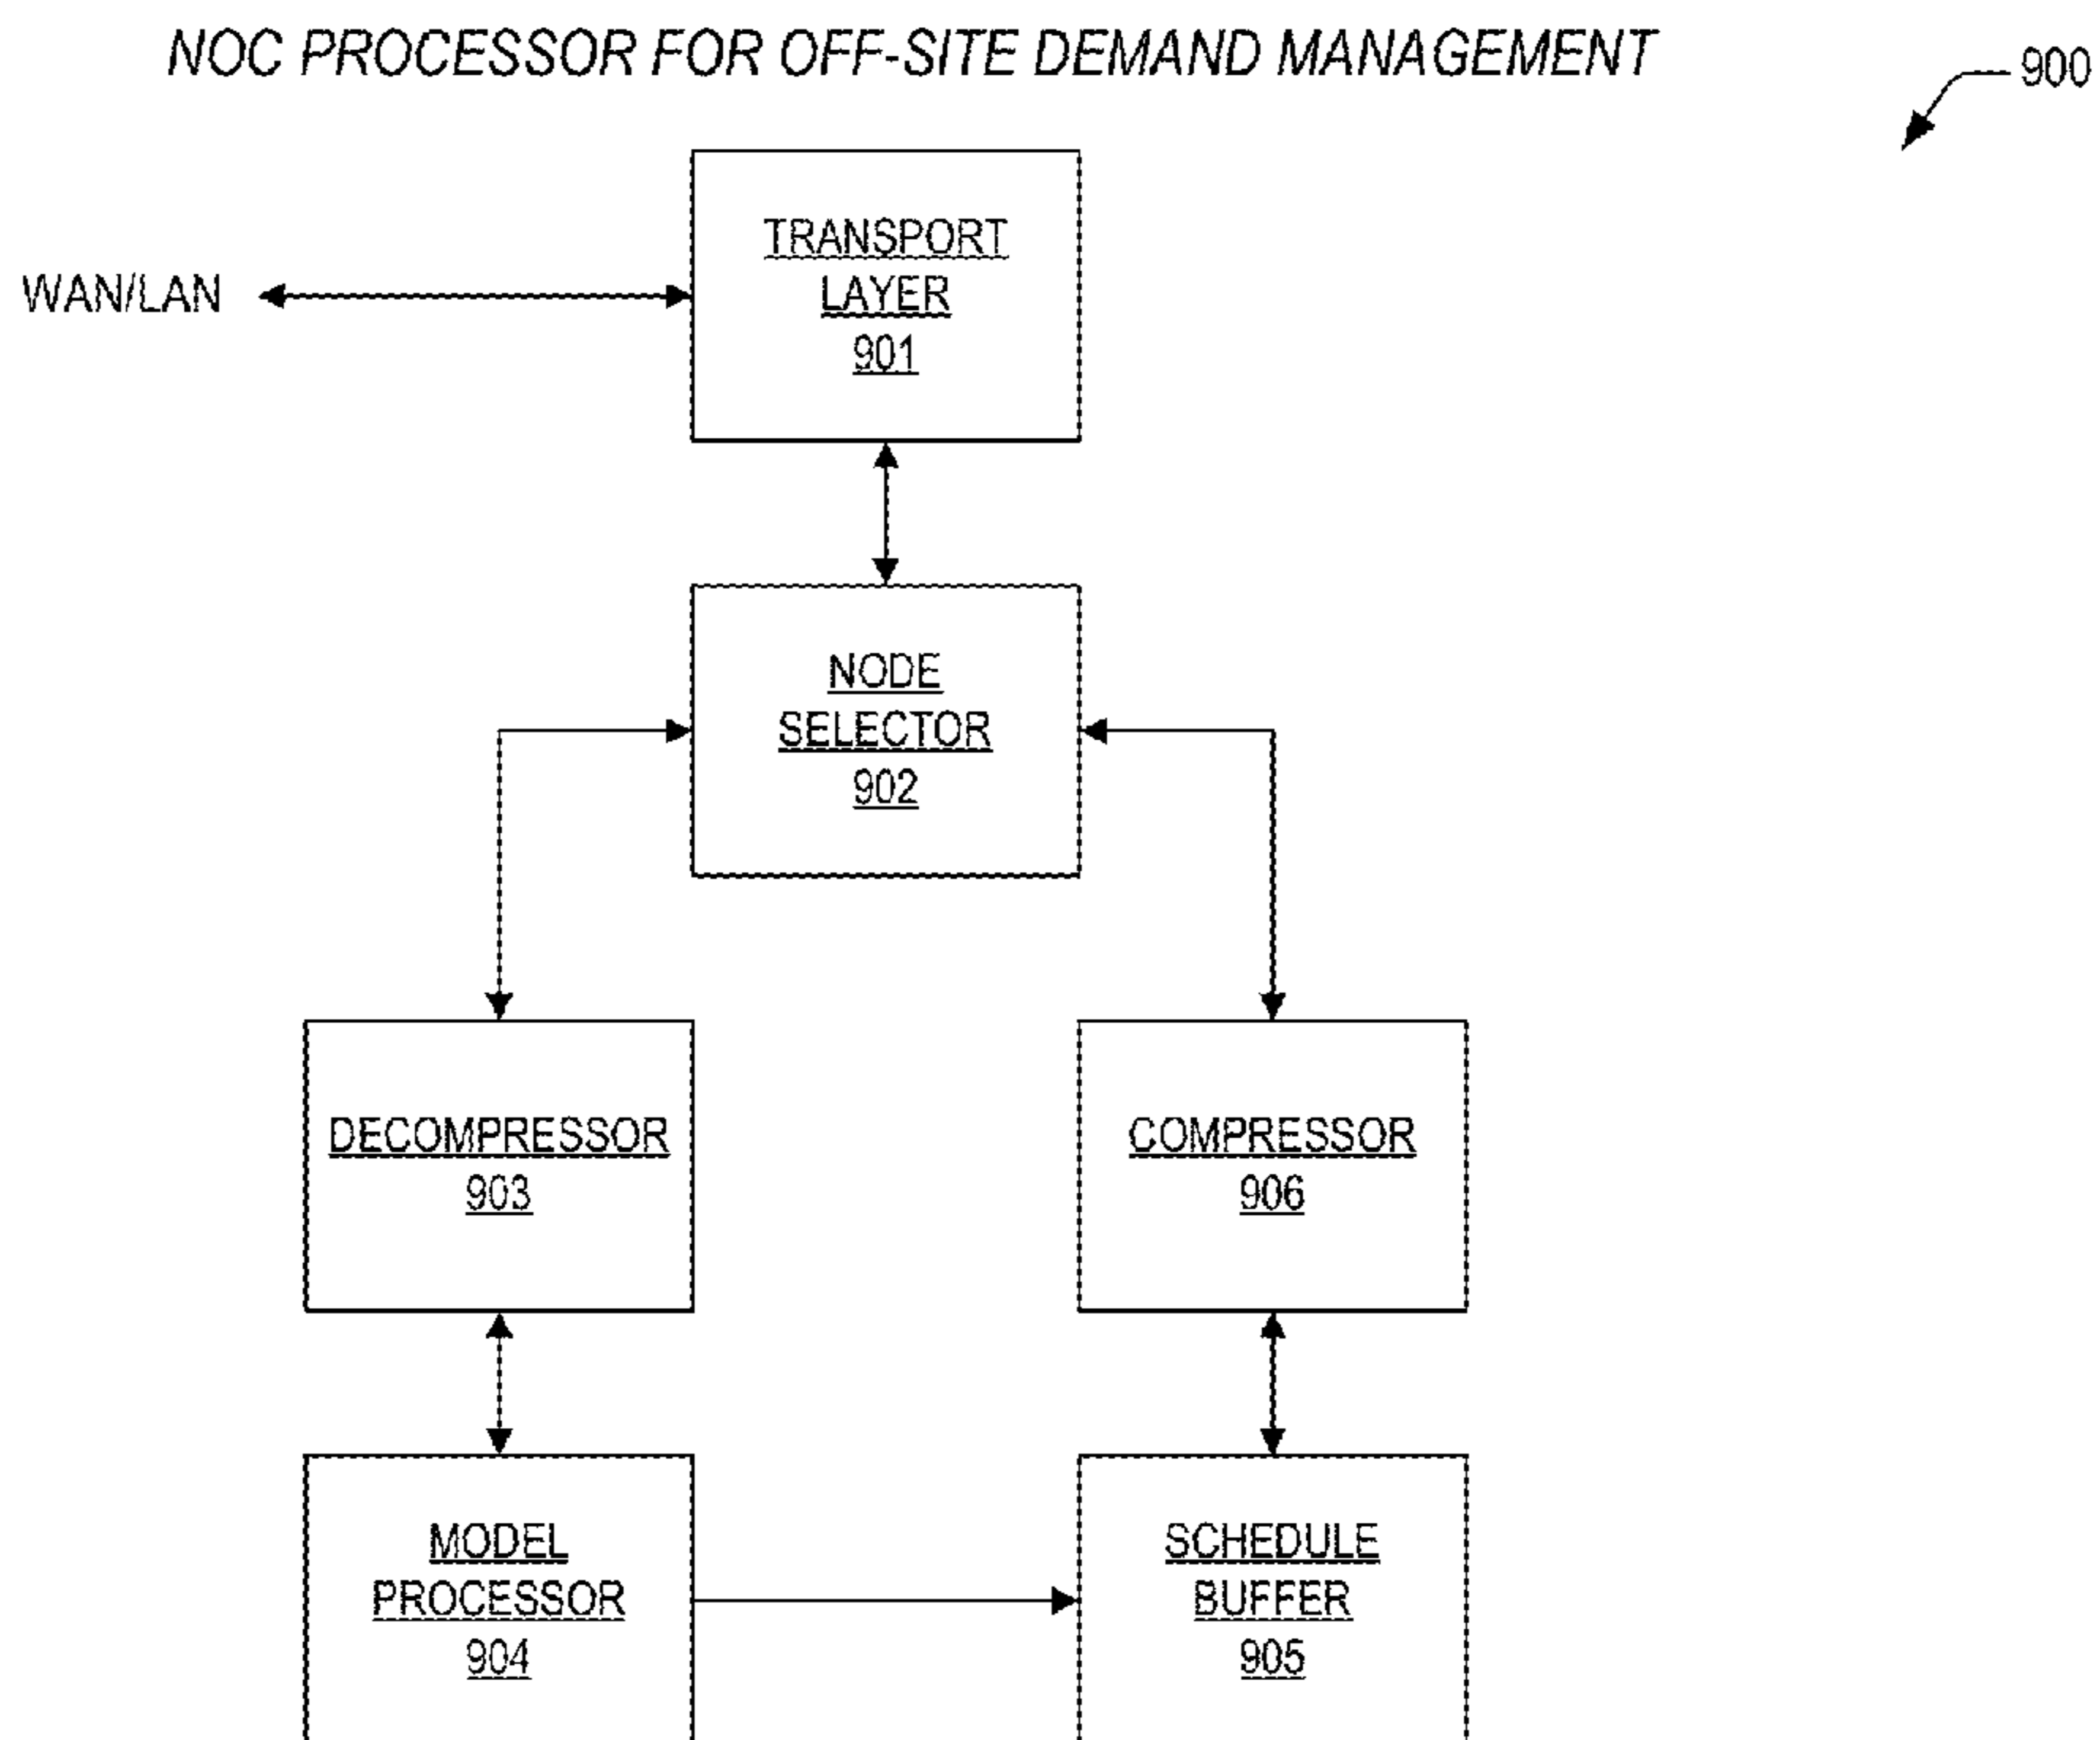 NOC PROCESSOR FOR OFF-SITE DEMAND MANAGEMENT
900
TRANSPORT
LAYER
901
WAN/LAN
NODE
SELECTOR
902
DECOMPRESSOR
903
COMPRESSOR
906
MODEL
PROCESSOR
904
SCHEDULE
BUFFER
905